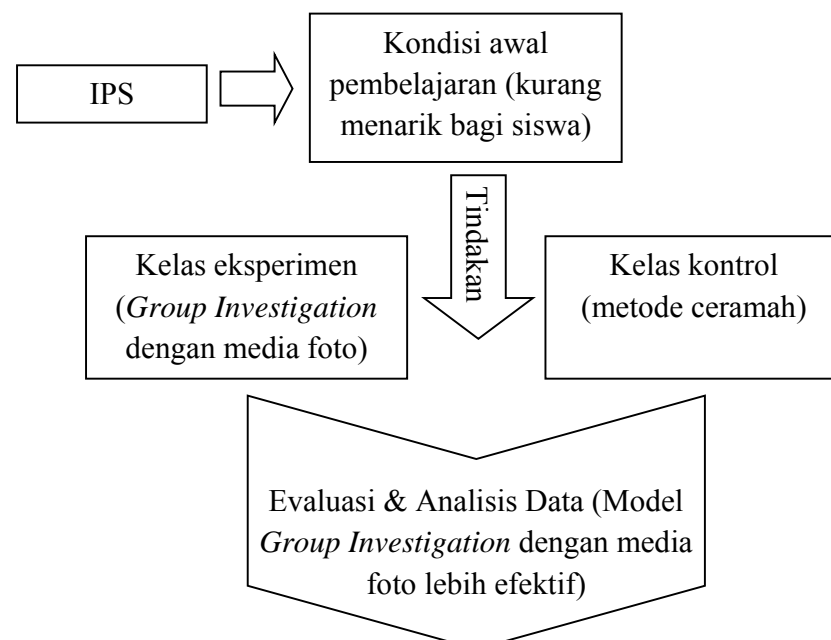 IPS
Kondisi awal
pembelajaran (kurang
menarik bagi siswa)
Tindakan
Kelas eksperimen
(Group Investigation
dengan media foto)
Kelas kontrol
(metode ceramah)
Evaluasi & Analisis Data (Model
Group Investigation dengan media
foto lebih efektif)